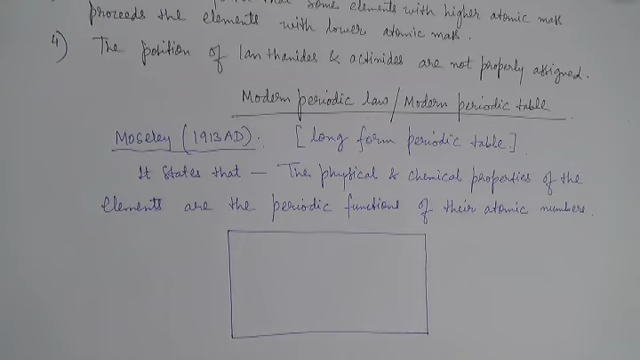 that some elements with higher atomic mass
proceeds the elements with lower atomic mass.
4) The position of lanthanides & actinides are not properly assigned.
Modern periodic law/Modern periodic table
Moseley (1913AD). [long form periodic table]
It states that — The physical & chemical properties of the
elements are the periodic functions of their atomic numbers.